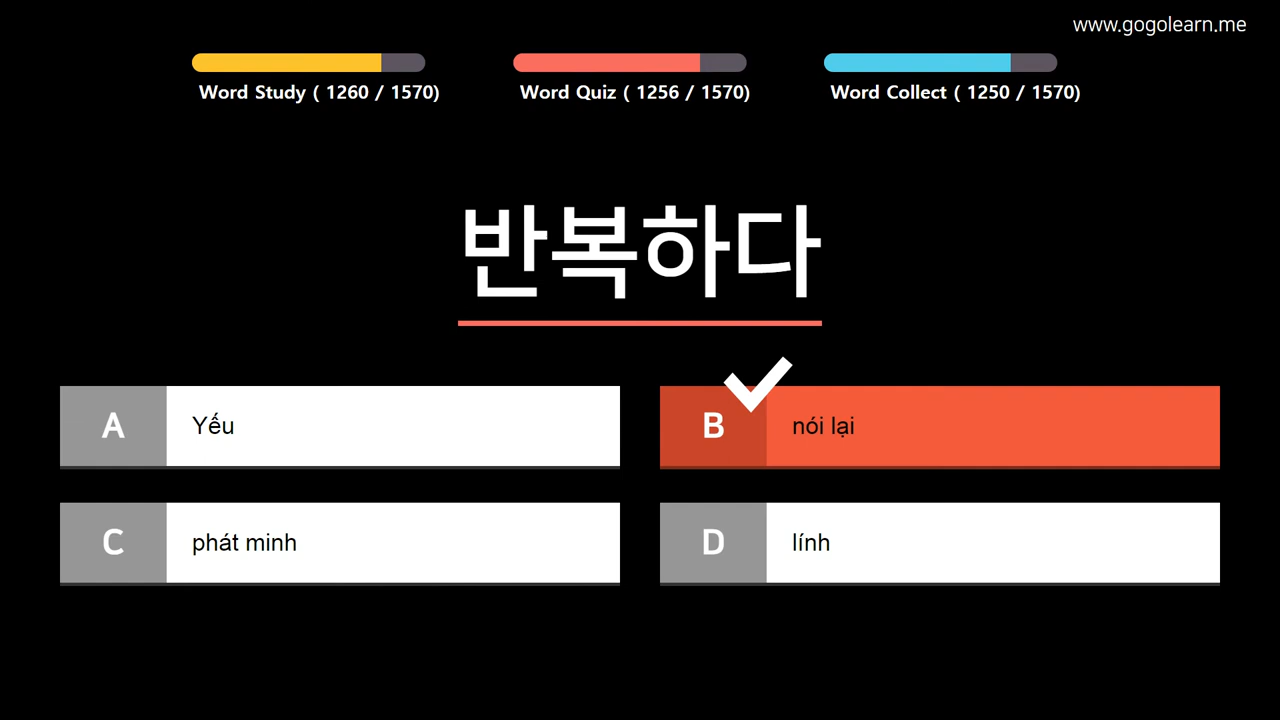 www.gogolearn.me
Word Study ( 1260 / 1570)
Word Quiz ( 1256 / 1570)
Word Collect ( 1250 / 1570)
반복하다
A Yếu
B nói lại
C phát minh
D lính